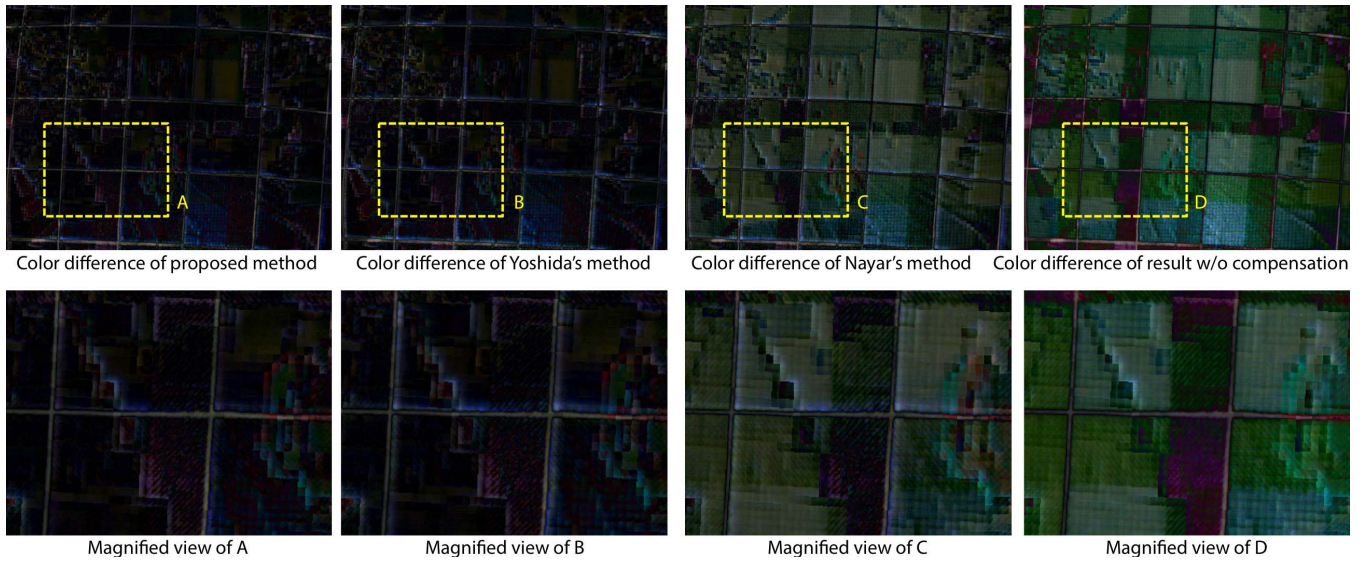 A
B
C
D
Color difference of proposed method
Color difference of Yoshida's method
Color difference of Nayar's method
Color difference of result w/o compensation
Magnified view of A
Magnified view of B
Magnified view of C
Magnified view of D